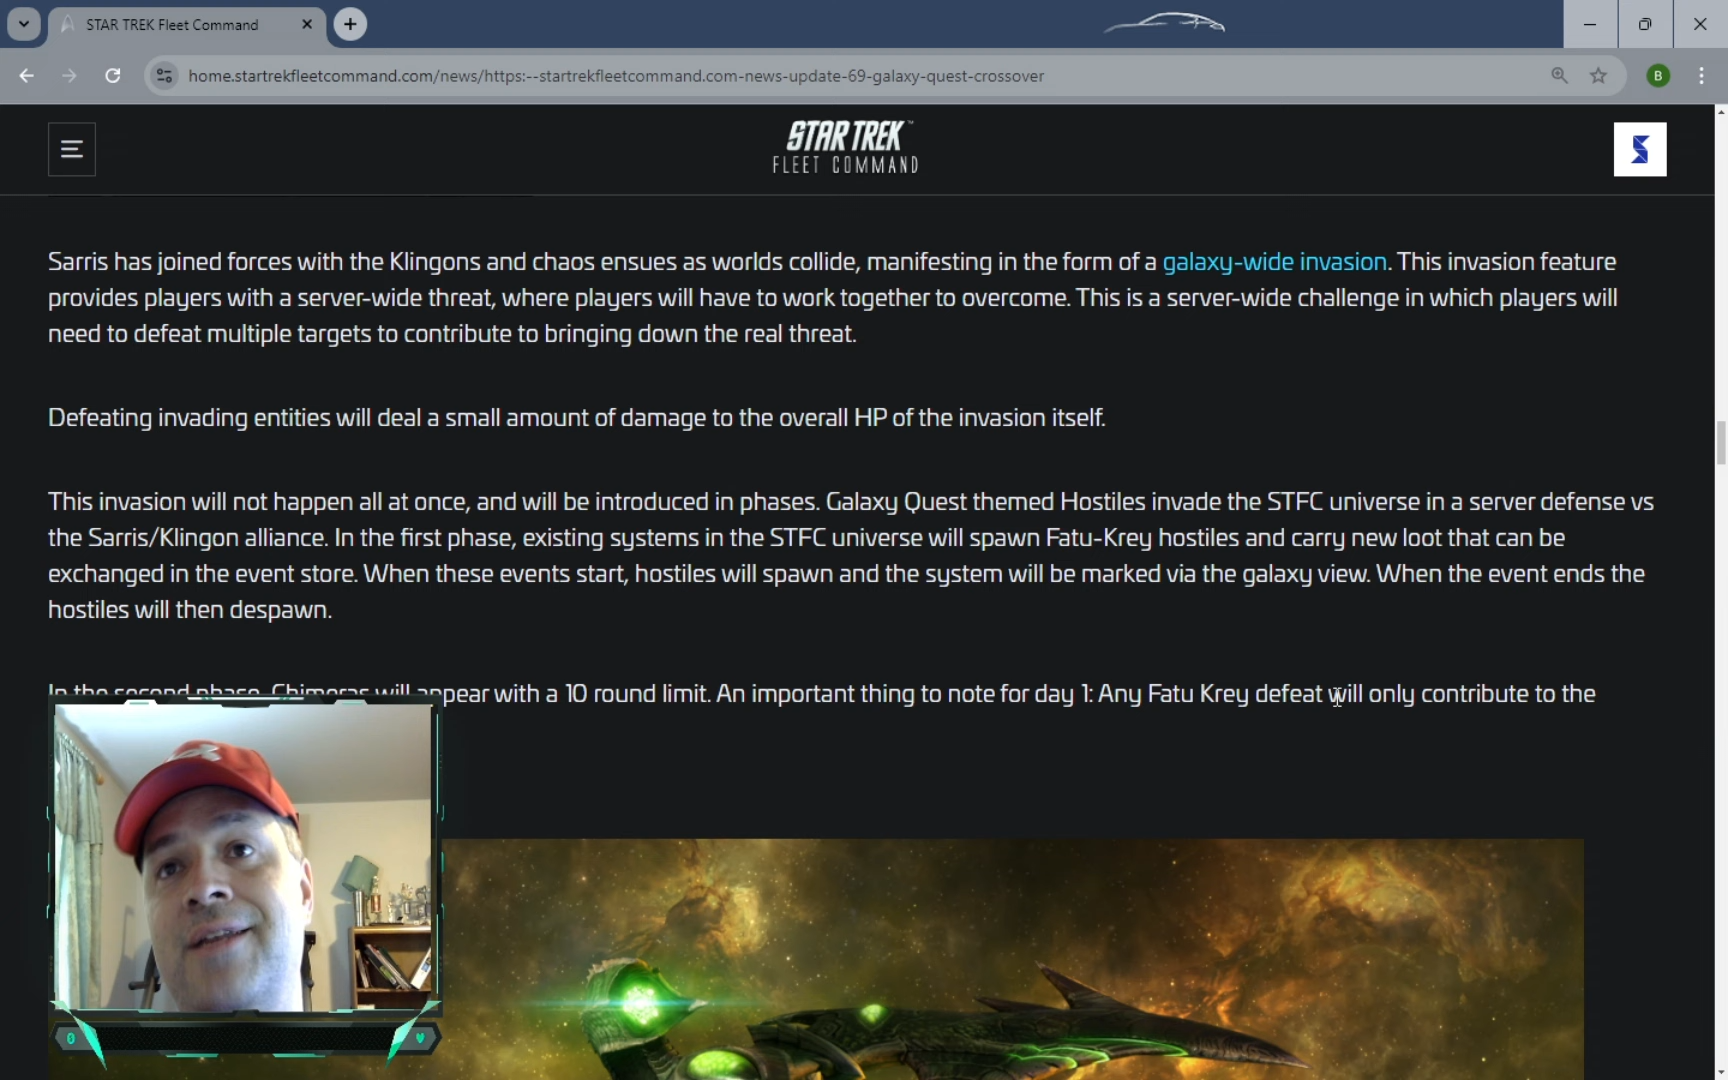 STAR TREK Fleet Command
home.startrekfleetcommand.com/news/https:--startrekfleetcommand.com-news-update-69-galaxy-quest-crossover
B
STAR TREK™
FLEET COMMAND
Sarris has joined forces with the Klingons and chaos ensues as worlds collide, manifesting in the form of a galaxy-wide invasion. This invasion feature
provides players with a server-wide threat, where players will have to work together to overcome. This is a server-wide challenge in which players will
need to defeat multiple targets to contribute to bringing down the real threat.
Defeating invading entities will deal a small amount of damage to the overall HP of the invasion itself.
This invasion will not happen all at once, and will be introduced in phases. Galaxy Quest themed Hostiles invade the STFC universe in a server defense vs
the Sarris/Klingon alliance. In the first phase, existing systems in the STFC universe will spawn Fatu-Krey hostiles and carry new loot that can be
exchanged in the event store. When these events start, hostiles will spawn and the system will be marked via the galaxy view. When the event ends the
hostiles will then despawn.
In the second phase, Chimeras will appear with a 10 round limit. An important thing to note for day 1: Any Fatu Krey defeat will only contribute to the
0